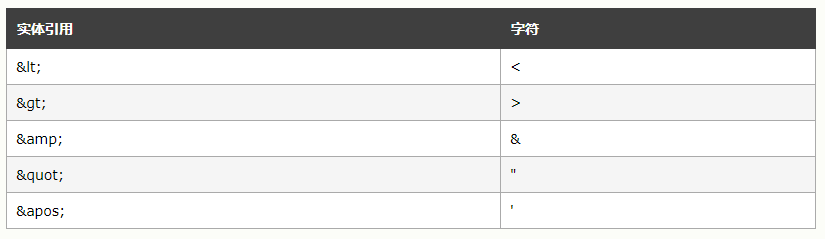 实体引用 字符
&lt; <
&gt; >
&amp; &
&quot; "
&apos; '